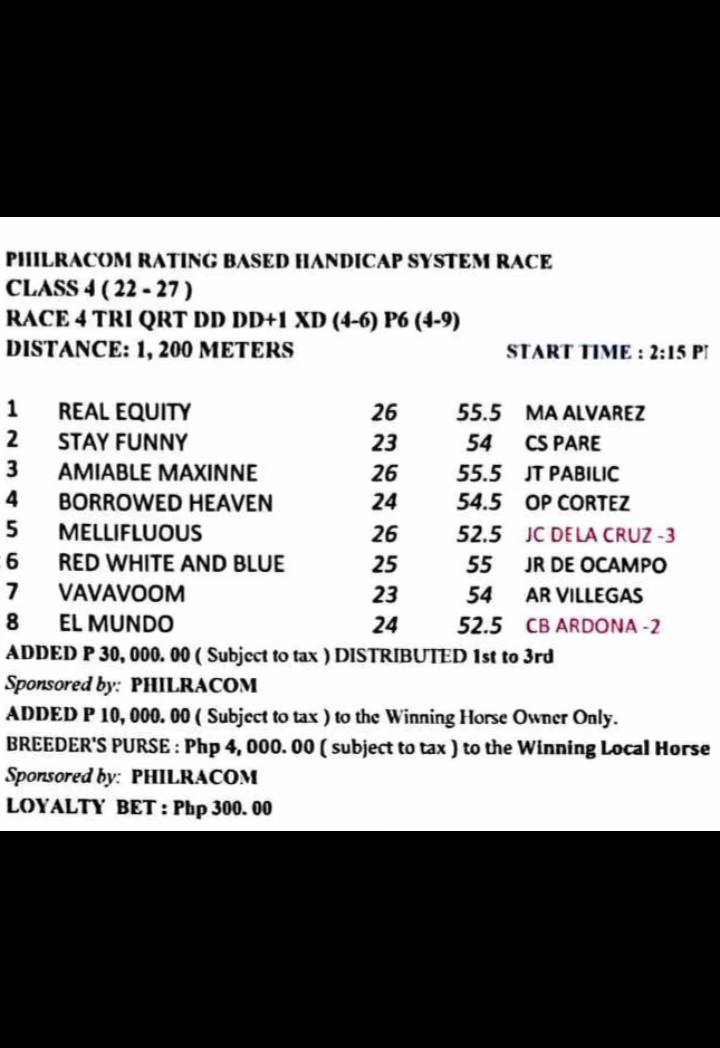 PHILRACOM RATING BASED HANDICAP SYSTEM RACE
CLASS 4 ( 22 - 27 )
RACE 4 TRI QRT DD DD+1 XD (4-6) P6 (4-9)
DISTANCE: 1, 200 METERS START TIME : 2:15 P
1 REAL EQUITY 26 55.5 MA ALVAREZ
2 STAY FUNNY 23 54 CS PARE
3 AMIABLE MAXINNE 26 55.5 JT PABILIC
4 BORROWED HEAVEN 24 54.5 OP CORTEZ
5 MELLIFLUOUS 26 52.5 JC DELA CRUZ -3
6 RED WHITE AND BLUE 25 55 JR DE OCAMPO
7 VAVAVOOM 23 54 AR VILLEGAS
8 EL MUNDO 24 52.5 CB ARDONA -2
ADDED P 30, 000. 00 ( Subject to tax ) DISTRIBUTED 1st to 3rd
Sponsored by: PHILRACOM
ADDED P 10, 000. 00 ( Subject to tax ) to the Winning Horse Owner Only.
BREEDER'S PURSE : Php 4, 000. 00 ( subject to tax ) to the Winning Local Horse
Sponsored by: PHILRACOM
LOYALTY BET : Php 300. 00